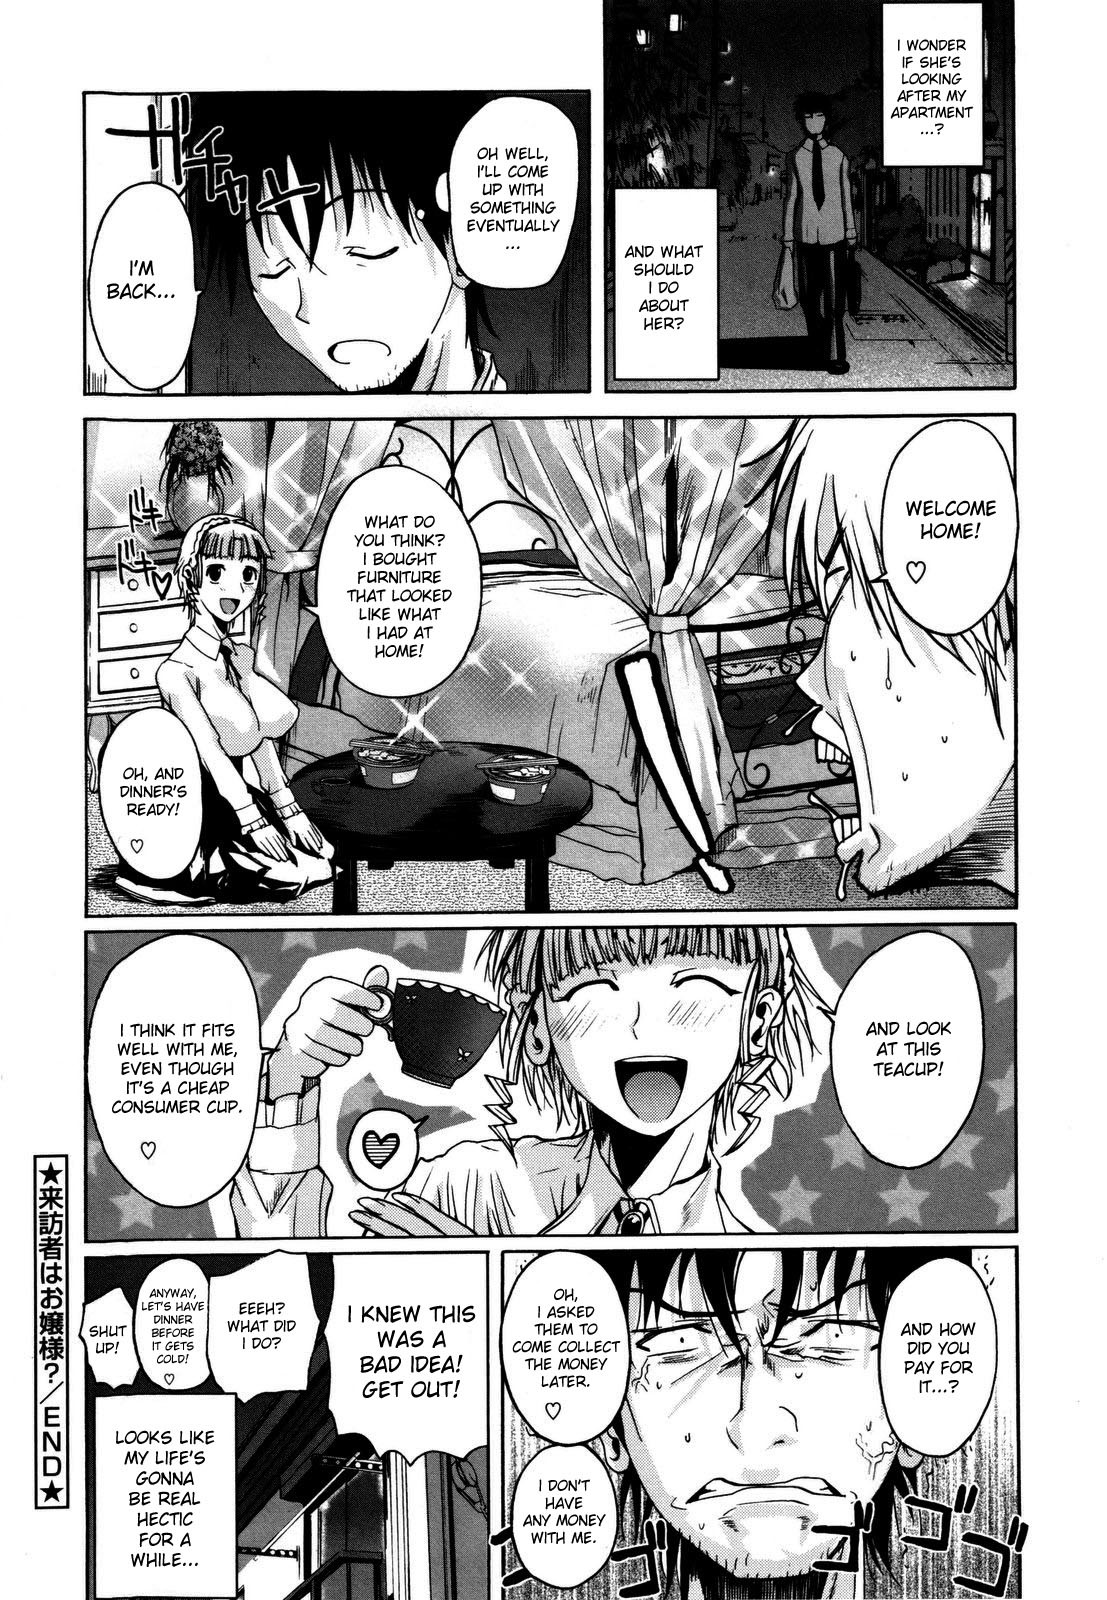 I WONDER
IF SHE'S
LOOKING
AFTER MY
APARTMENT
...?
AND WHAT
SHOULD
I DO
ABOUT
HER?
OH WELL,
I'LL COME
UP WITH
SOMETHING
EVENTUALLY
...
ガチャ
I'M
BACK...
WELCOME
HOME!
♡
WHAT DO
YOU THINK?
I BOUGHT
FURNITURE
THAT LOOKED
LIKE WHAT
I HAD AT
HOME!
ドキ
ドキ♡
OH, AND
DINNER'S
READY!
♡
AND LOOK
AT THIS
TEACUP!
I THINK IT FITS
WELL WITH ME,
EVEN THOUGH
IT'S A CHEAP
CONSUMER CUP.
♡
AND HOW
DID YOU
PAY FOR
IT...?
OH,
I ASKED
THEM TO
COME COLLECT
THE MONEY
LATER.
♡
I DON'T
HAVE
ANY MONEY
WITH ME.
ゴゴゴ
ゴゴゴ
I KNEW THIS
WAS A
BAD IDEA!
GET OUT!
EEEH?
WHAT DID
I DO?
ANYWAY,
LET'S HAVE
DINNER
BEFORE
IT GETS
COLD!
♡
SHUT
UP!
LOOKS LIKE
MY LIFE'S
GONNA
BE REAL
HECTIC
FOR A
WHILE...
★来訪者はお嬢様?/END★